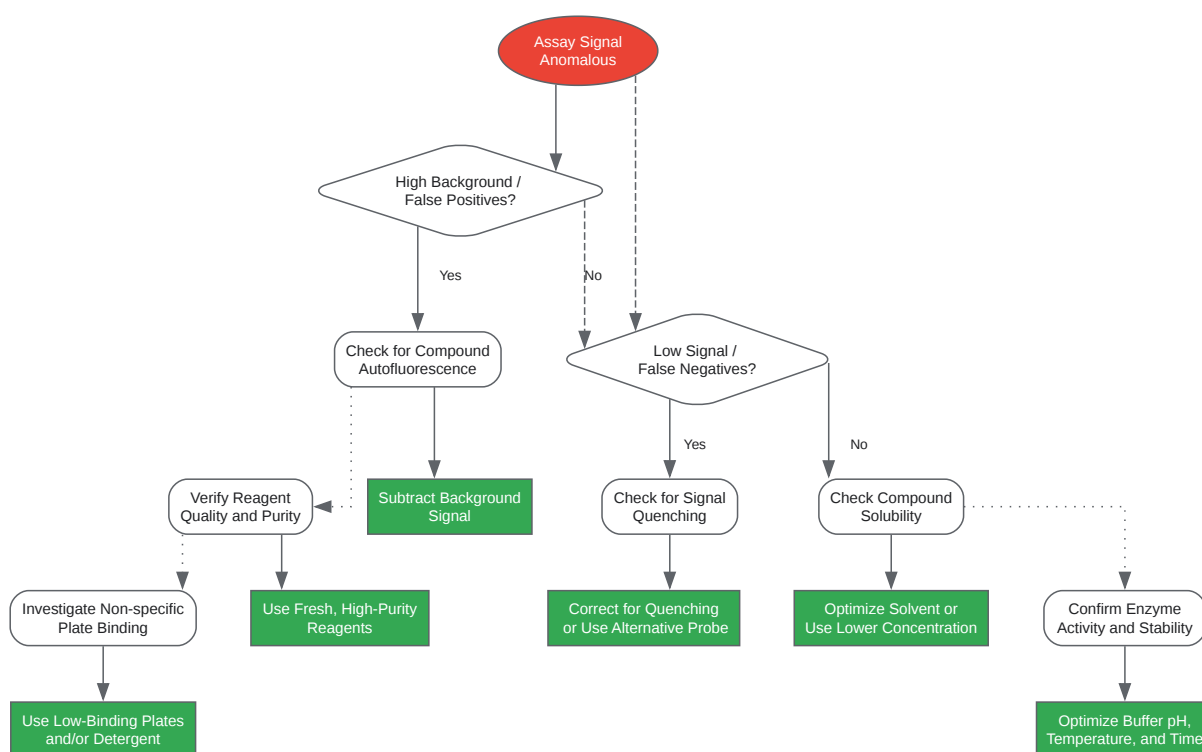 Assay Signal
Anomalous
High Background /
False Positives?
Yes
No
Check for Compound
Autofluorescence
Low Signal /
False Negatives?
Yes
No
Verify Reagent
Quality and Purity
Subtract Background
Signal
Check for Signal
Quenching
Check Compound
Solubility
Investigate Non-specific
Plate Binding
Use Fresh, High-Purity
Reagents
Correct for Quenching
or Use Alternative Probe
Optimize Solvent or
Use Lower Concentration
Confirm Enzyme
Activity and Stability
Use Low-Binding Plates
and/or Detergent
Optimize Buffer pH,
Temperature, and Time